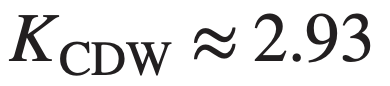 K_CDW ≈ 2.93